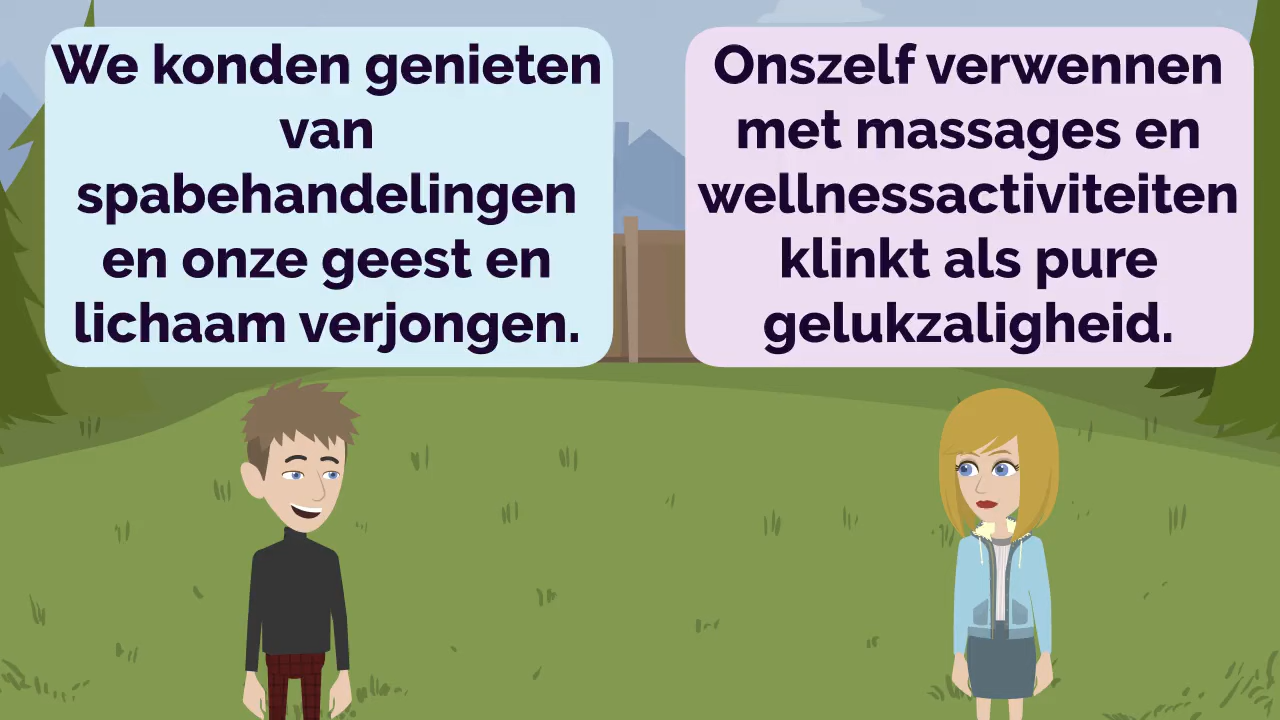 We konden genieten
van
spabehandelingen
en onze geest en
lichaam verjongen.
Onszelf verwennen
met massages en
wellnessactiviteiten
klinkt als pure
gelukzaligheid.